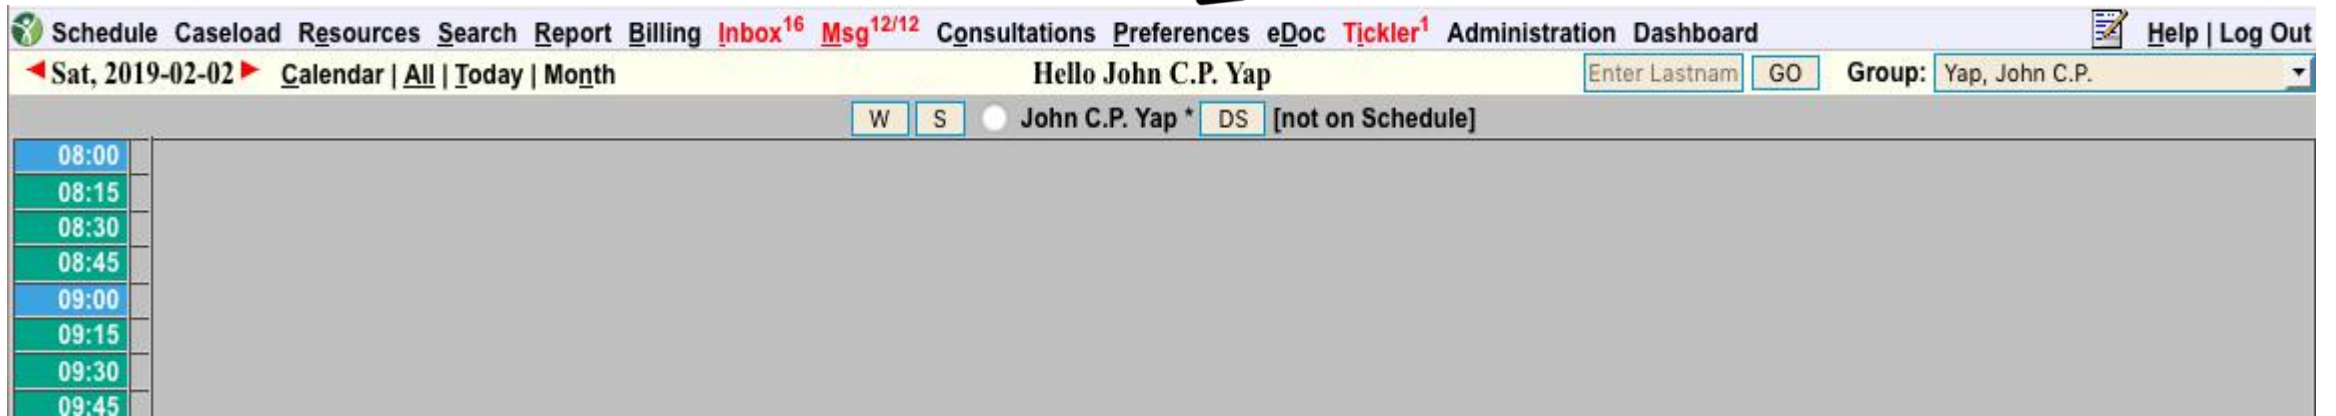 Schedule Caseload Resources Search Report Billing Inbox16 Msg12/12 Consultations Preferences eDoc Tickler1 Administration Dashboard Help | Log Out
Sat, 2019-02-02 Calendar | All | Today | Month Hello John C.P. Yap Enter Lastnam GO Group: Yap, John C.P.
W S John C.P. Yap * DS [not on Schedule]
08:00
08:15
08:30
08:45
09:00
09:15
09:30
09:45